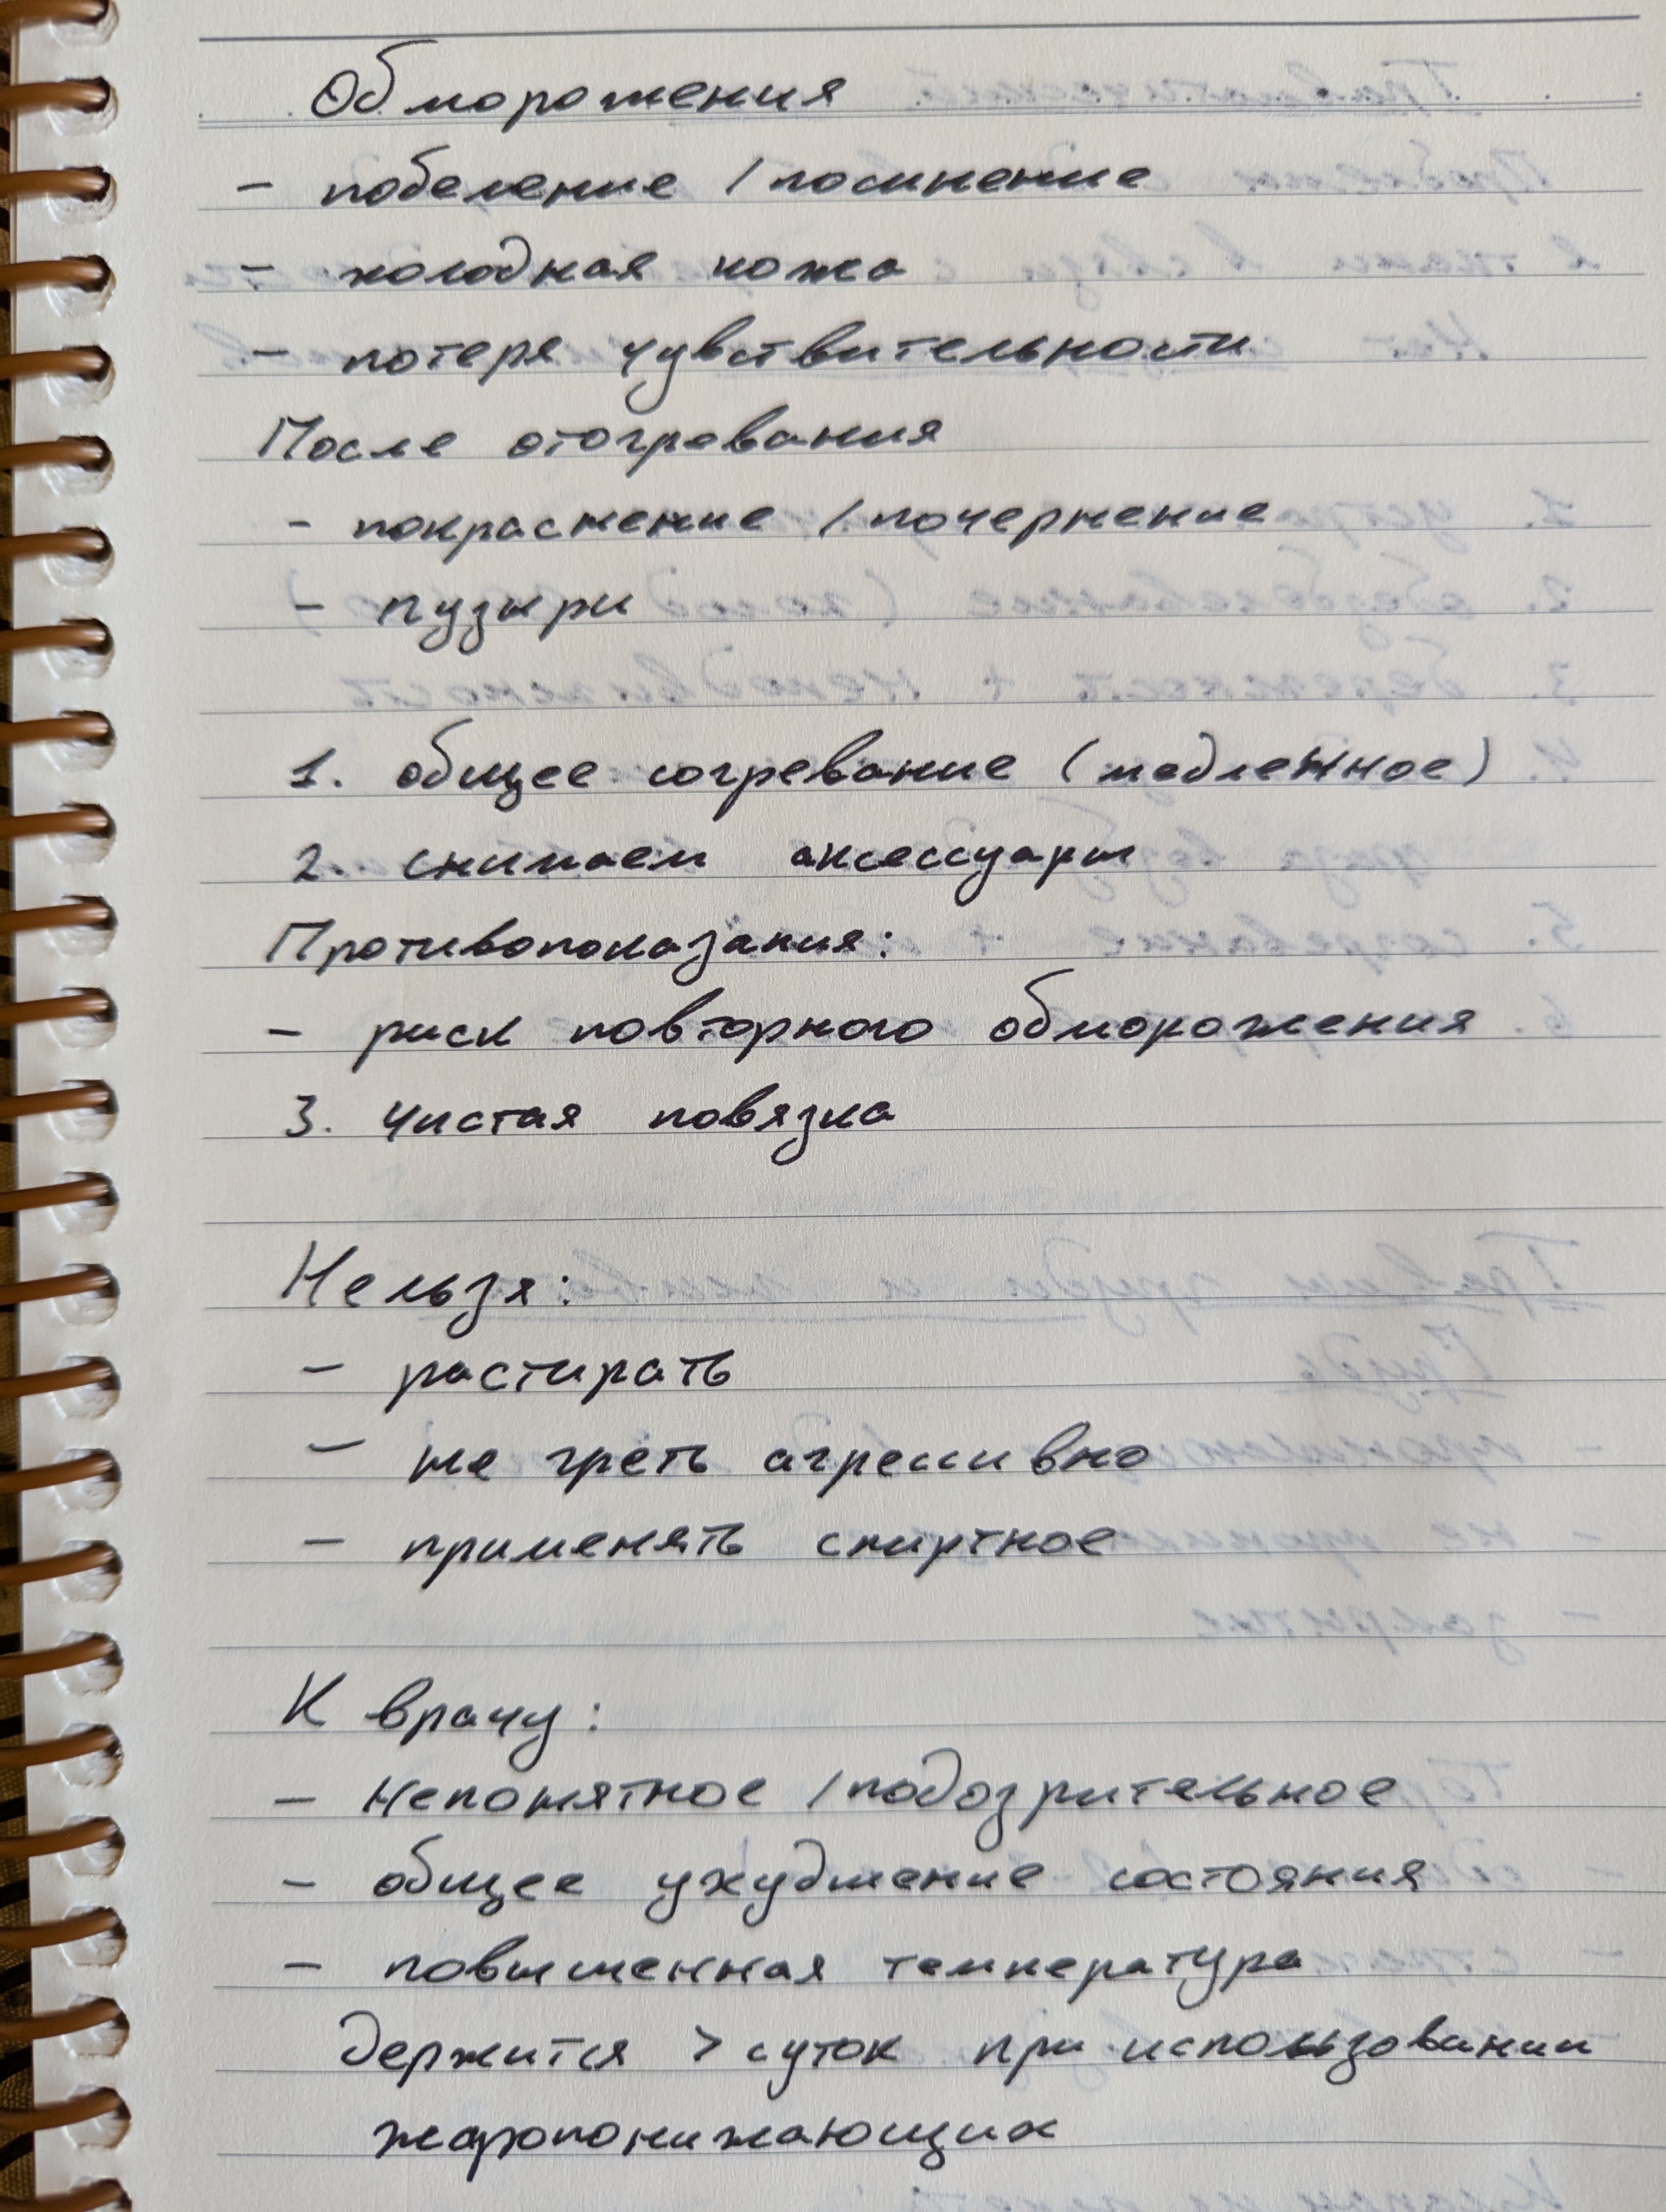 Обморожения
- побеление / посинение
- холодная кожа
- потеря чувствительности
После отогревания
- покраснение / почернение
- пузыри
1. общее согревание (медленное)
2. снимаем аксессуары
Противопоказания:
- риск повторного обморожения
3. Чистая повязка
Нельзя:
- растирать
- не греть агрессивно
- применять спиртное
К врачу:
- Непонятное / подозрительное
- общее ухудшение состояния
- повышенная температура
держится > суток при использовании
жаропонижающих